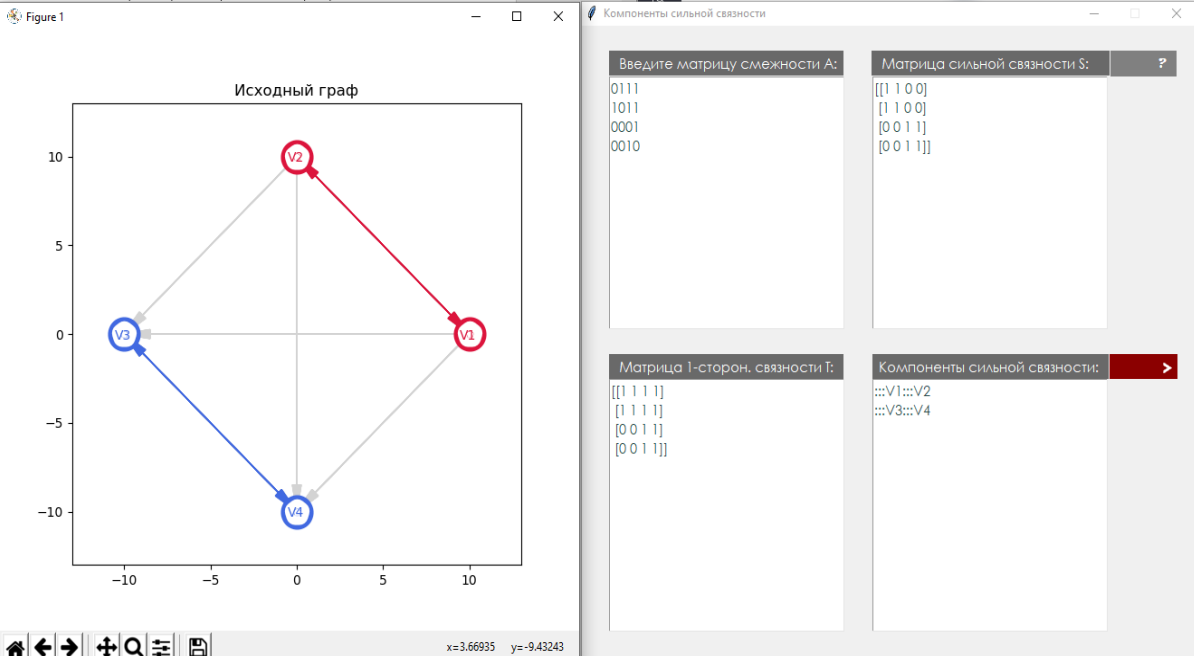 Figure 1
Исходный граф
10
5
0
−5
−10
−10
−5
0
5
10
V2
V3
V1
V4
x=3.66935 y=-9.43243
Компоненты сильной связности
Введите матрицу смежности A:
0111
1011
0001
0010
Матрица сильной связности S:
?
[[1 1 0 0]
[1 1 0 0]
[0 0 1 1]
[0 0 1 1]]
Матрица 1-сторон. связности T:
[[1 1 1 1]
[1 1 1 1]
[0 0 1 1]
[0 0 1 1]]
Компоненты сильной связности:
>
:::V1:::V2
:::V3:::V4